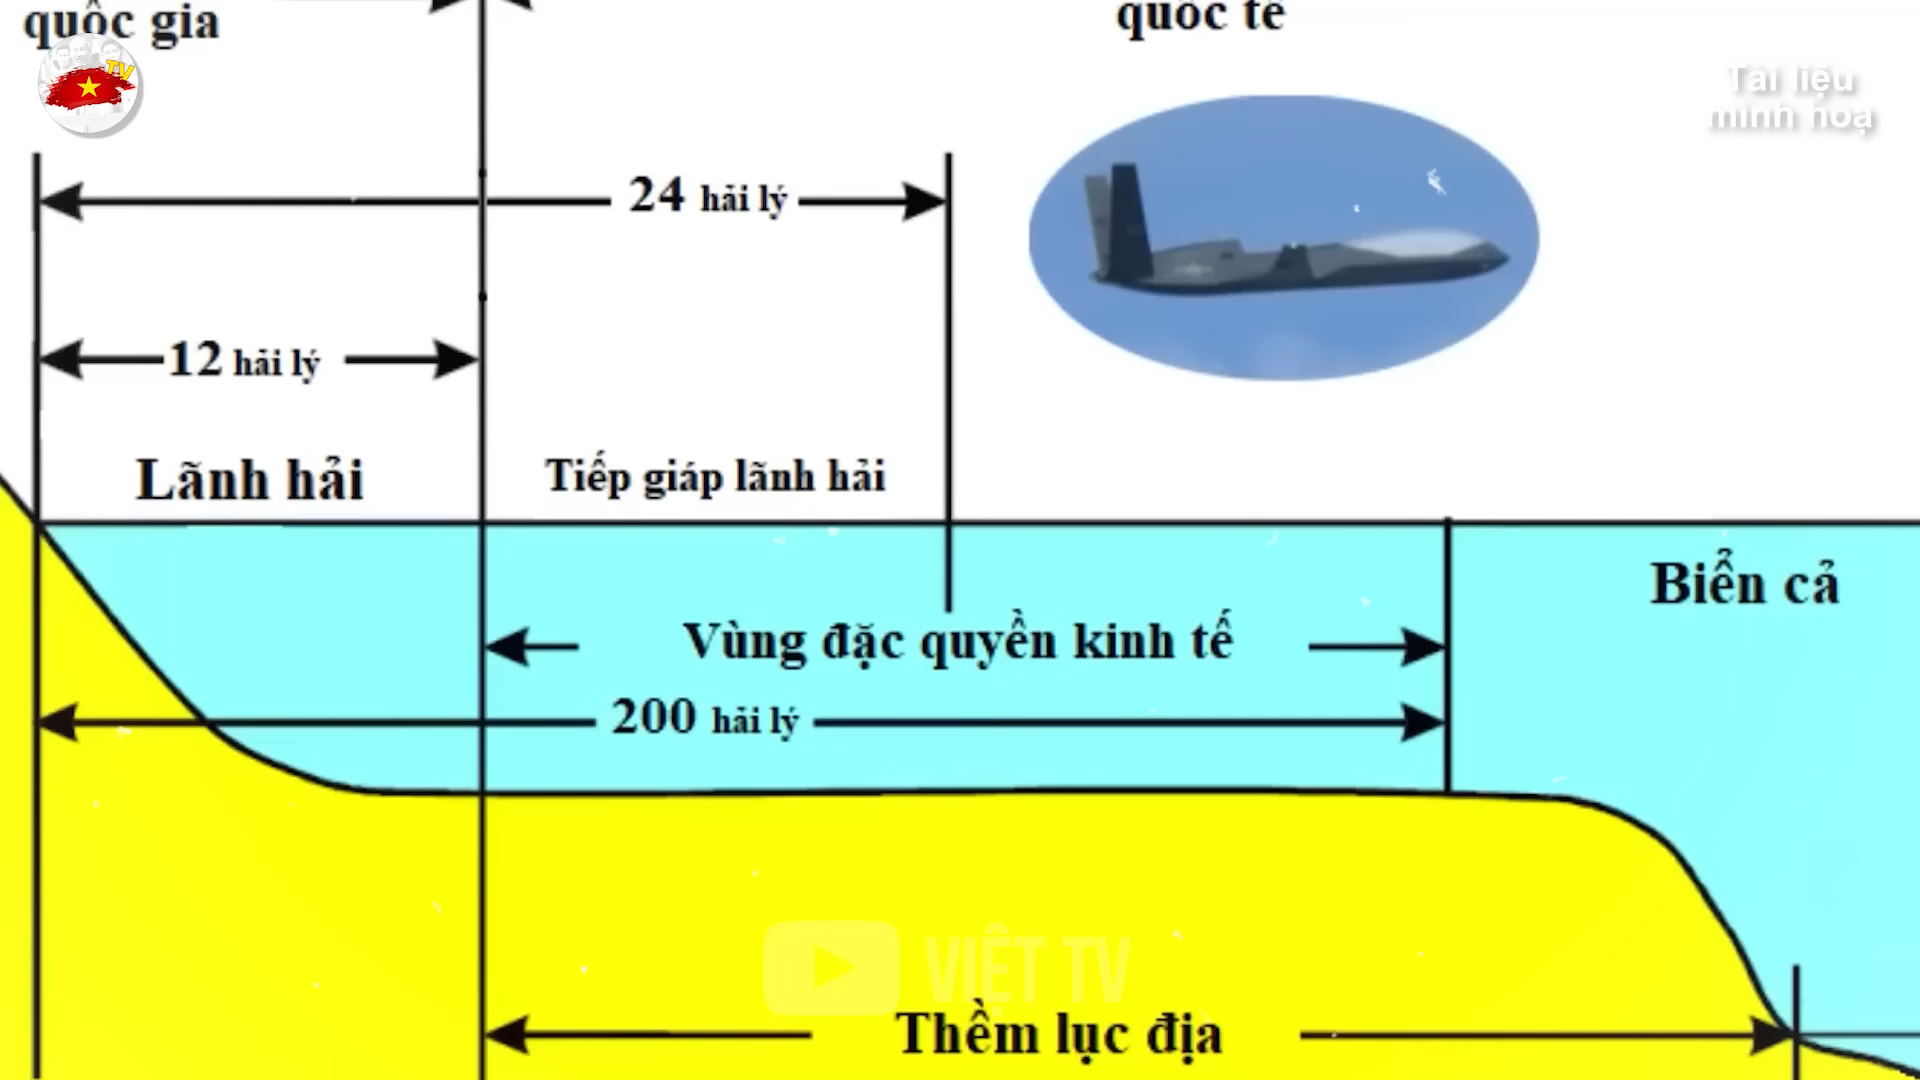 quốc gia
quốc tế
TV
Tài liệu
minh hoạ
24 hải lý
12 hải lý
Lãnh hải
Tiếp giáp lãnh hải
Biển cả
Vùng đặc quyền kinh tế
200 hải lý
VIỆT TV
Thềm lục địa